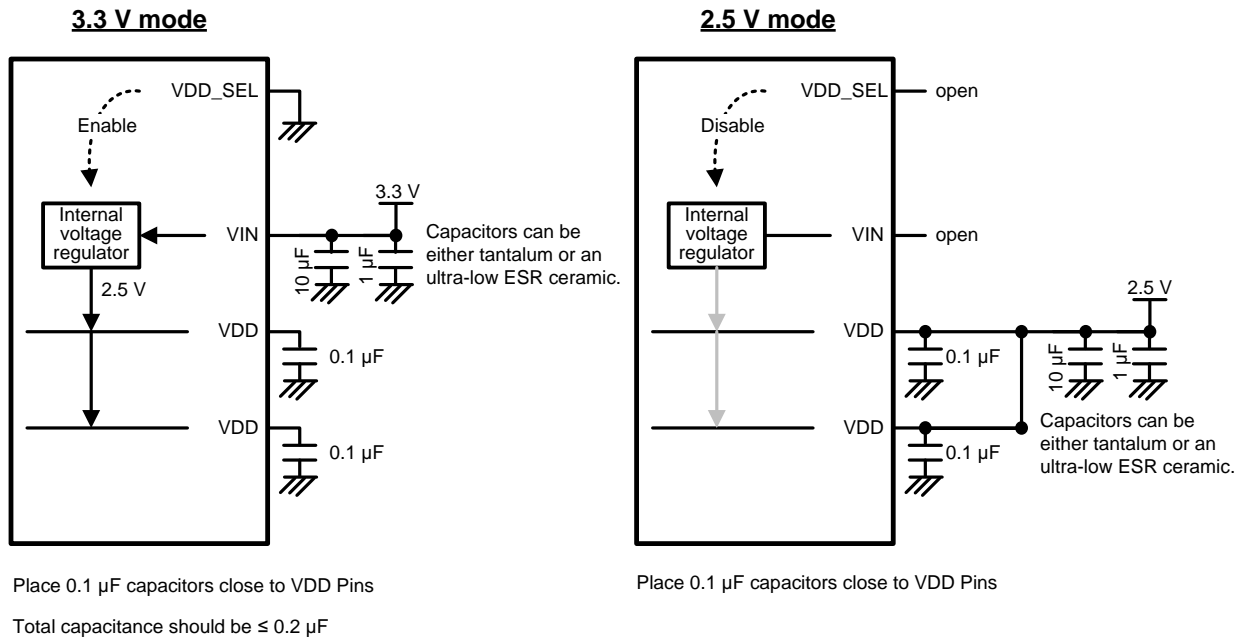 3.3 V mode
VDD_SEL
Enable
Internal
voltage
regulator
VIN
3.3 V
10 µF
1 µF
Capacitors can be
either tantalum or an
ultra-low ESR ceramic.
2.5 V
VDD
0.1 µF
VDD
0.1 µF
Place 0.1 µF capacitors close to VDD Pins
Total capacitance should be ≤ 0.2 µF
2.5 V mode
VDD_SEL
open
Disable
Internal
voltage
regulator
VIN
open
2.5 V
VDD
0.1 µF
10 µF
1 µF
VDD
0.1 µF
Capacitors can be
either tantalum or an
ultra-low ESR ceramic.
Place 0.1 µF capacitors close to VDD Pins